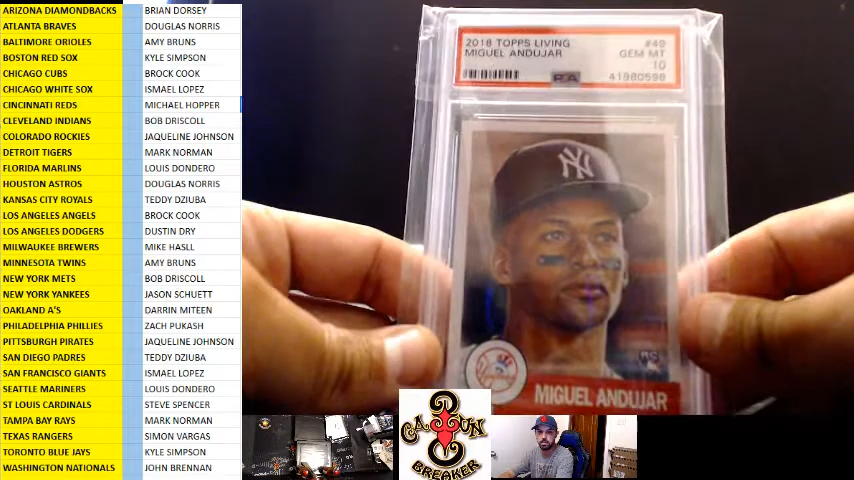 ARIZONA DIAMONDBACKS BRIAN DORSEY
ATLANTA BRAVES DOUGLAS NORRIS
BALTIMORE ORIOLES AMY BRUNS
BOSTON RED SOX KYLE SIMPSON
CHICAGO CUBS BROCK COOK
CHICAGO WHITE SOX ISMAEL LOPEZ
CINCINNATI REDS MICHAEL HOPPER
CLEVELAND INDIANS BOB DRISCOLL
COLORADO ROCKIES JAQUELINE JOHNSON
DETROIT TIGERS MARK NORMAN
FLORIDA MARLINS LOUIS DONDERO
HOUSTON ASTROS DOUGLAS NORRIS
KANSAS CITY ROYALS TEDDY DZIUBA
LOS ANGELES ANGELS BROCK COOK
LOS ANGELES DODGERS DUSTIN DRY
MILWAUKEE BREWERS MIKE HASLL
MINNESOTA TWINS AMY BRUNS
NEW YORK METS BOB DRISCOLL
NEW YORK YANKEES JASON SCHUETT
OAKLAND A'S DARRIN MITEEN
PHILADELPHIA PHILLIES ZACH PUKASH
PITTSBURGH PIRATES JAQUELINE JOHNSON
SAN DIEGO PADRES TEDDY DZIUBA
SAN FRANCISCO GIANTS ISMAEL LOPEZ
SEATTLE MARINERS LOUIS DONDERO
ST LOUIS CARDINALS STEVE SPENCER
TAMPA BAY RAYS MARK NORMAN
TEXAS RANGERS SIMON VARGAS
TORONTO BLUE JAYS KYLE SIMPSON
WASHINGTON NATIONALS JOHN BRENNAN
2018 TOPPS LIVING #49
MIGUEL ANDUJAR GEM MT
10
PSA 41980598
NY
MIGUEL ANDUJAR
CAJUN
BREAKER